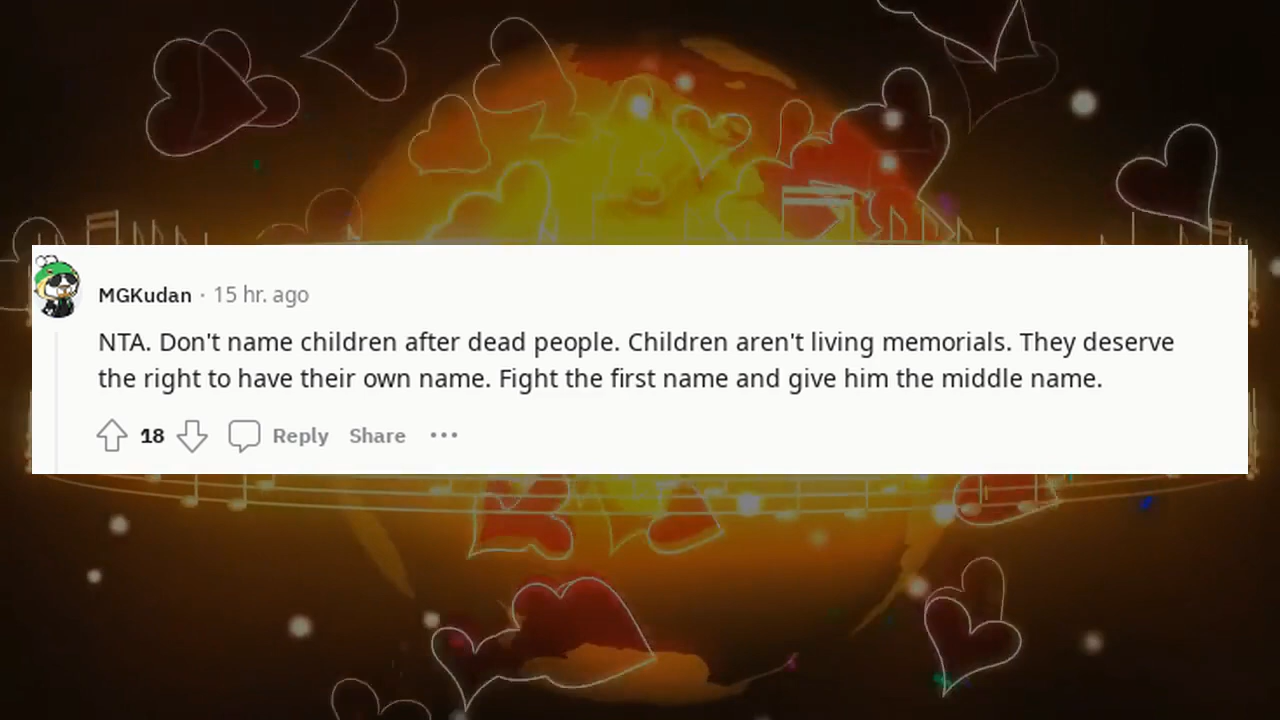 MGKudan · 15 hr. ago
NTA. Don't name children after dead people. Children aren't living memorials. They deserve
the right to have their own name. Fight the first name and give him the middle name.
18 Reply Share ...